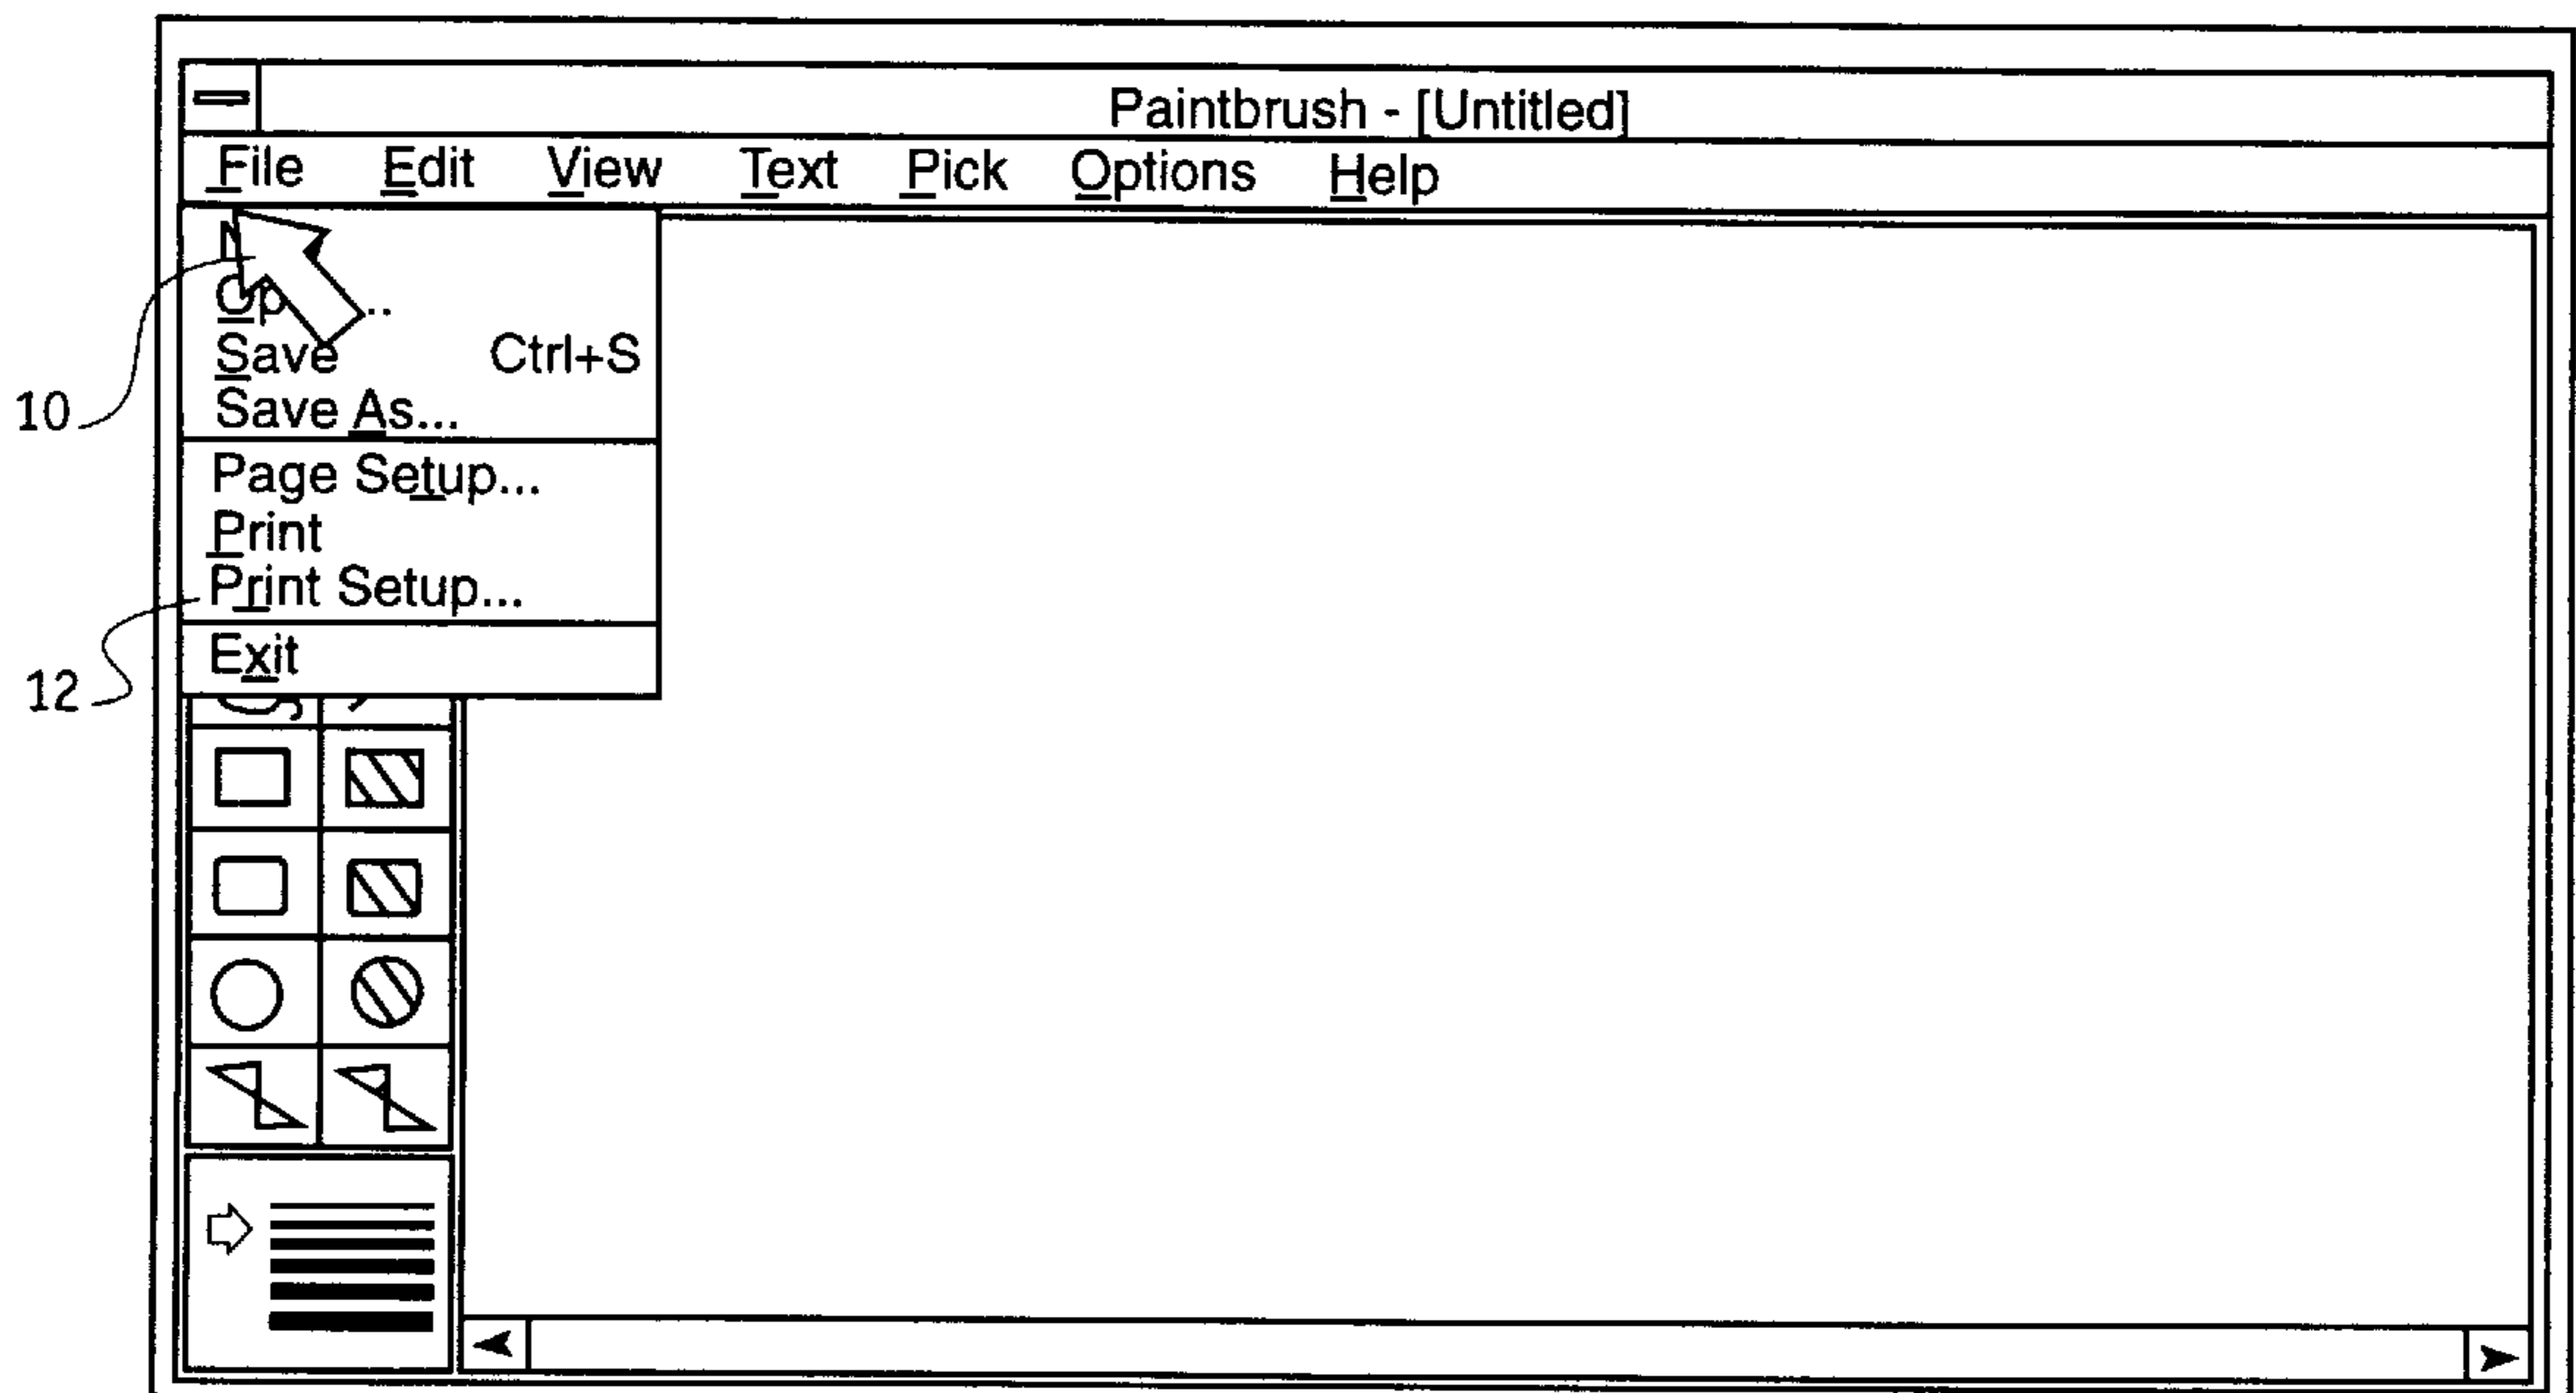 Paintbrush - [Untitled]
File Edit View Text Pick Options Help
Save Ctrl+S
Save As...
Page Setup...
Print
Print Setup...
Exit
10
12